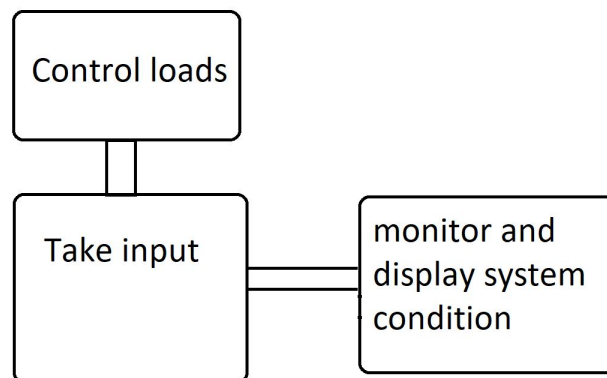 Control loads
Take input
monitor and
display system
condition